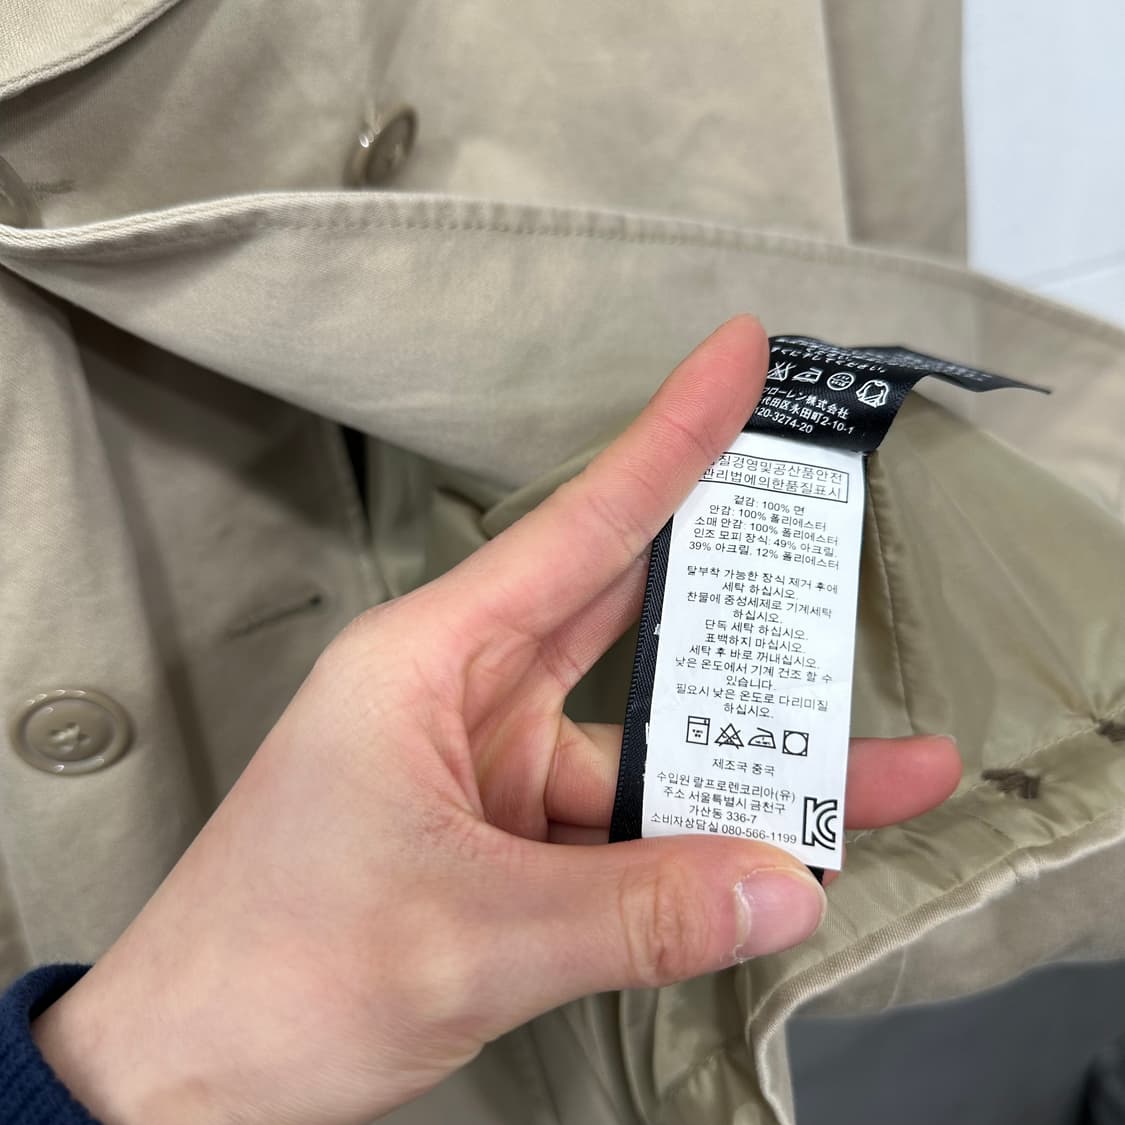 くにしてください
クローレン株式会社
代田区永田町2-10-1
120-3274-20
질경영및공산품안전
관리법에의한품질표시
겉감: 100% 면
안감: 100% 폴리에스터
소매 안감: 100% 폴리에스터
인조 모피 장식: 49% 아크릴,
39% 아크릴, 12% 폴리에스터
탈부착 가능한 장식 제거 후에
세탁 하십시오.
찬물에 중성세제로 기계세탁
하십시오.
단독 세탁 하십시오.
표백하지 마십시오.
세탁 후 바로 꺼내십시오.
낮은 온도에서 기계 건조 할 수
있습니다.
필요시 낮은 온도로 다리미질
하십시오.
제조국 중국
수입원 랄프로렌코리아(유)
주소 서울특별시 금천구
가산동 336-7
소비자상담실 080-566-1199